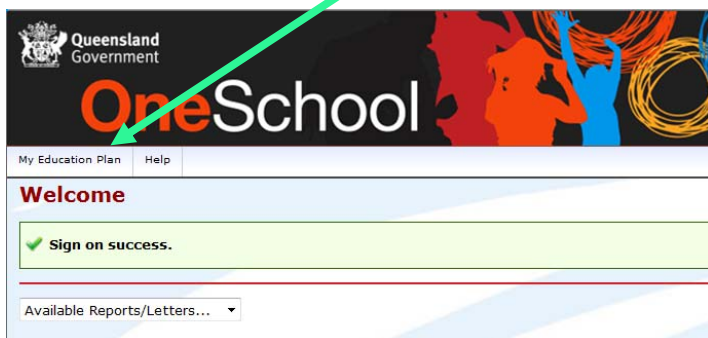 Queensland
Government
OneSchool
My Education Plan Help
Welcome
Sign on success.
Available Reports/Letters...